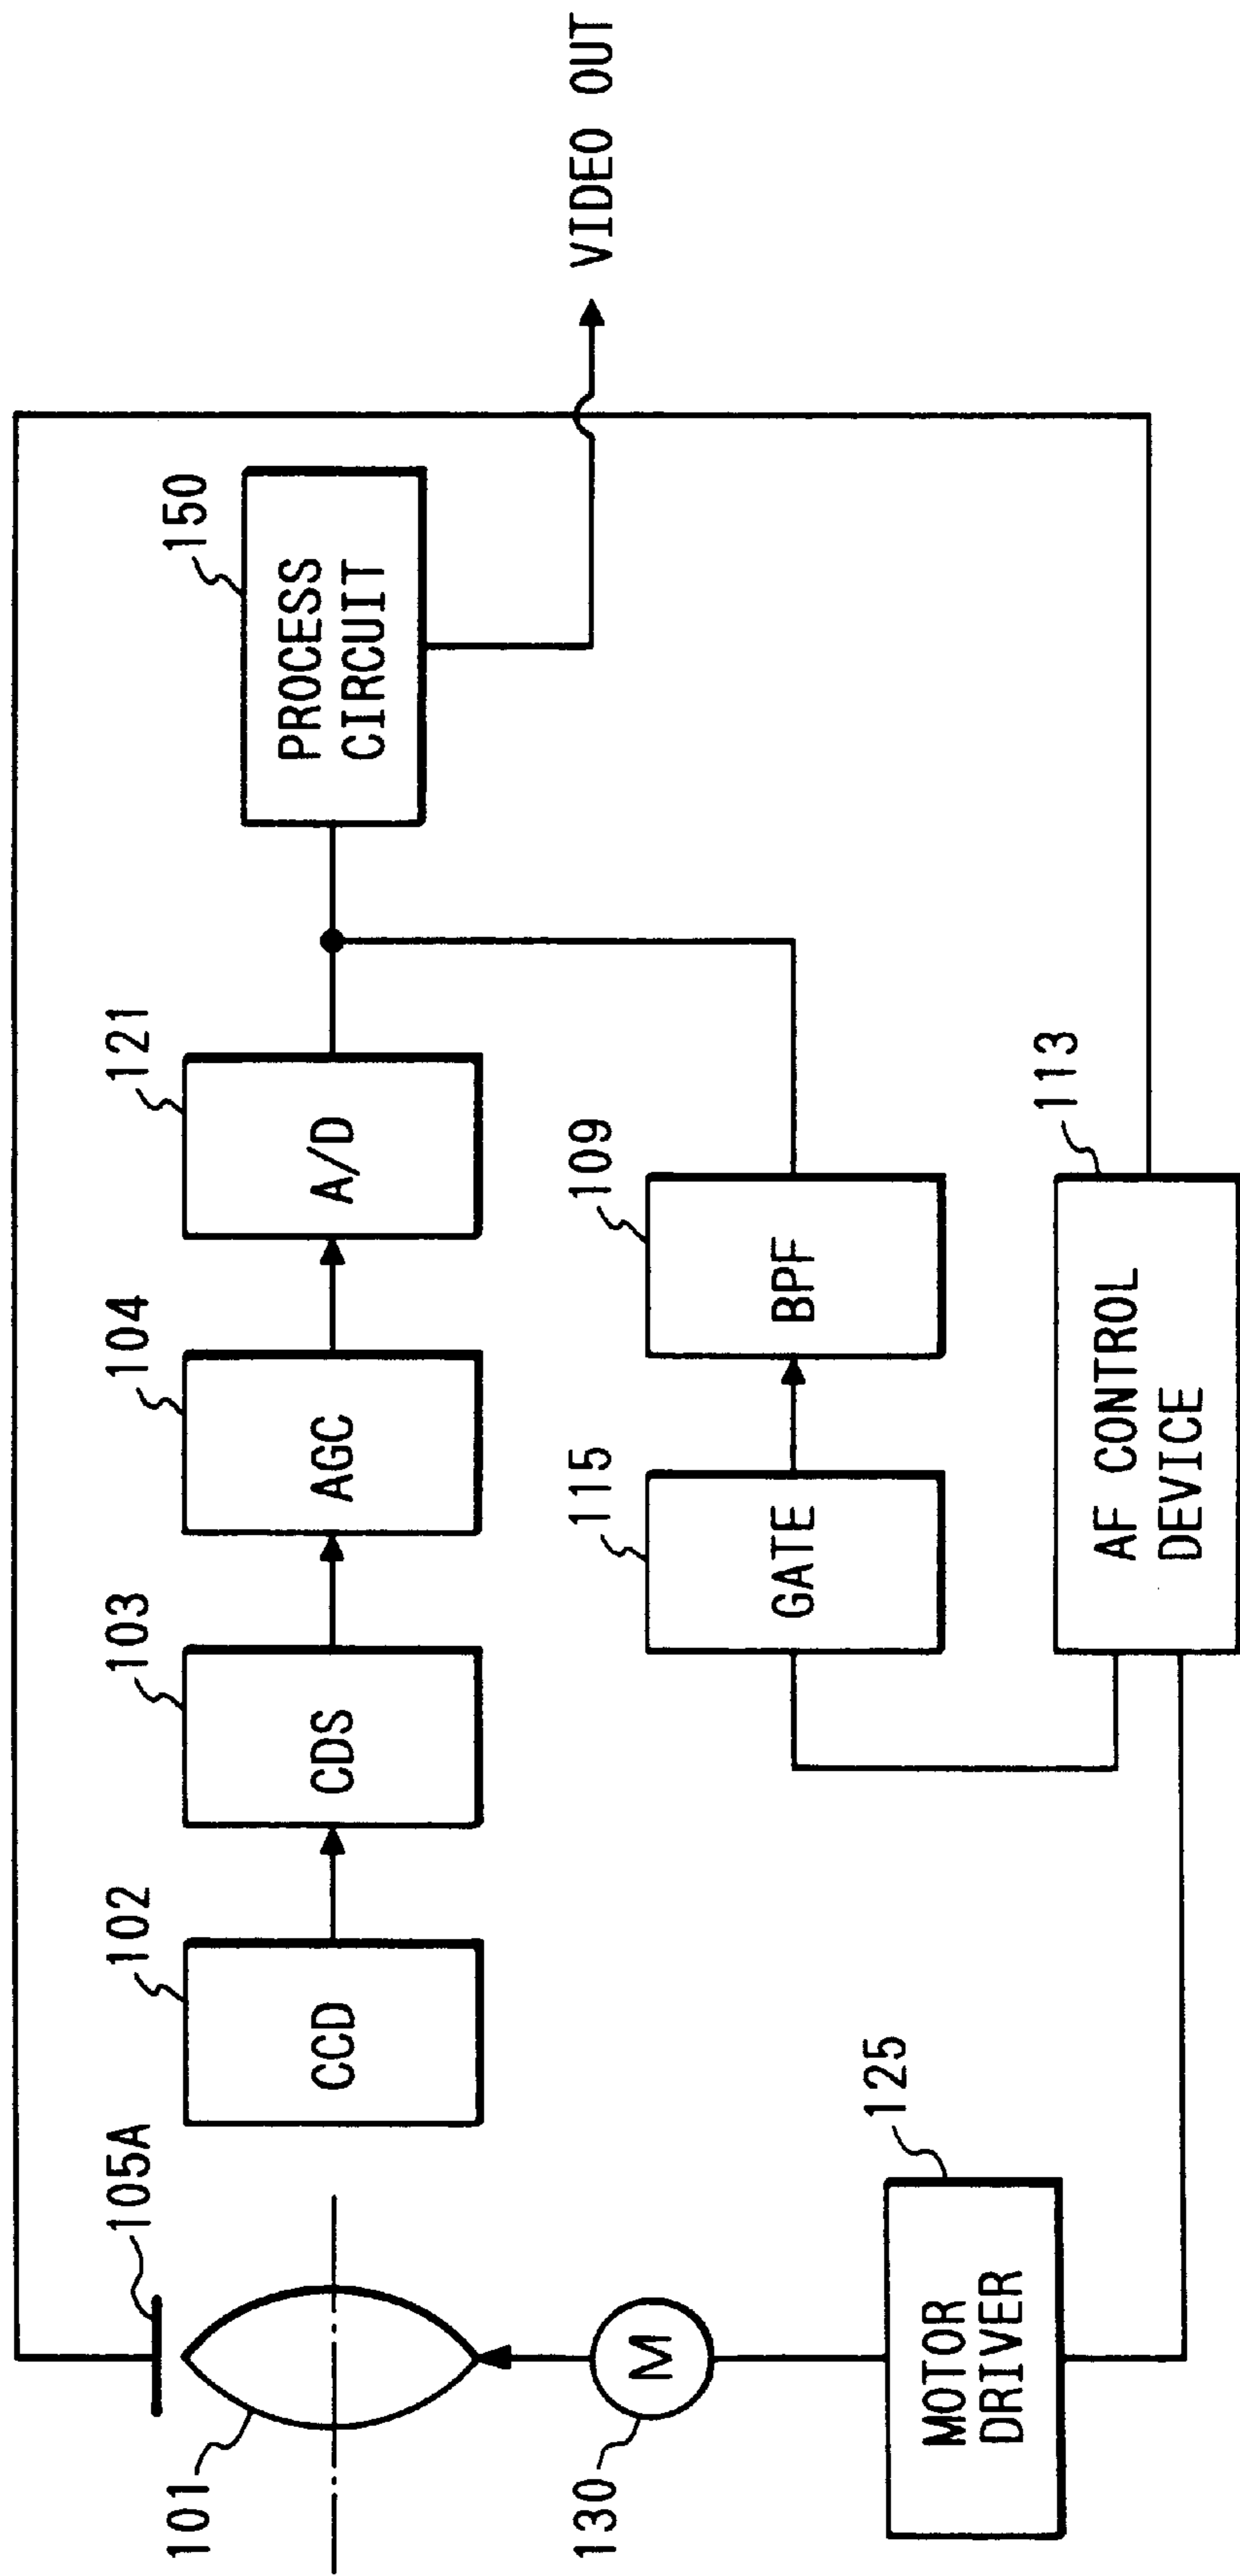 105A
102
103
104
121
150
101
CCD
CDS
AGC
A/D
PROCESS
CIRCUIT
VIDEO OUT
130
M
115
109
GATE
BPF
125
MOTOR
DRIVER
113
AF CONTROL
DEVICE